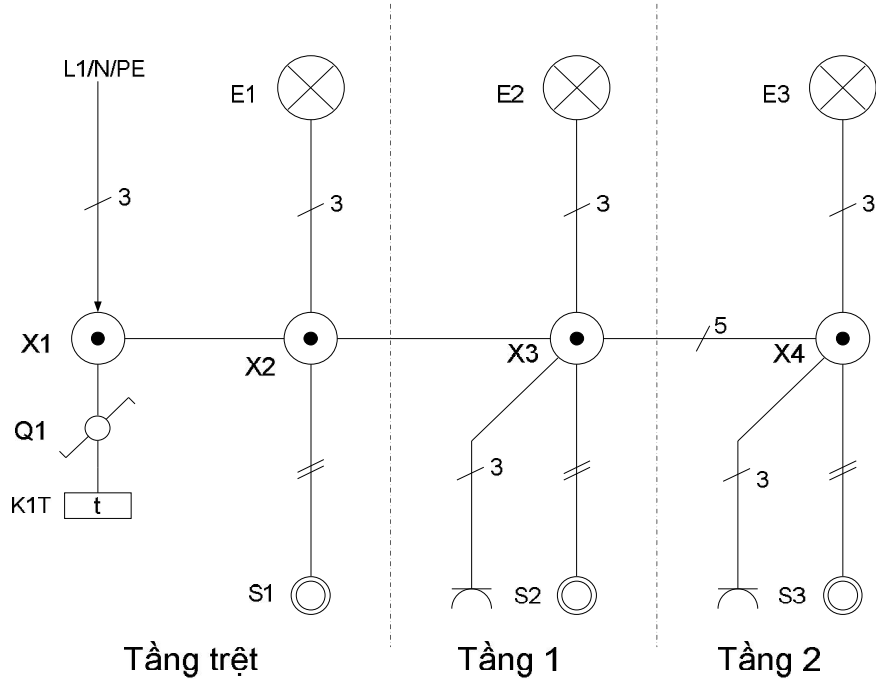 L1/N/PE
E1
E2
E3
3
3
3
3
X1
X2
X3
5
X4
Q1
3
3
K1T
t
S1
S2
S3
Tầng trệt
Tầng 1
Tầng 2